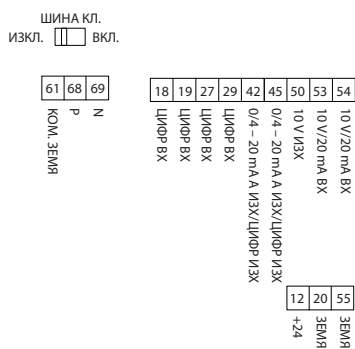 ШИНА КЛ.
ИЗКЛ. ВКЛ.
61 68 69
КОМ. ЗЕМЯ
P
N
18 19 27 29 42 45 50 53 54
ЦИФР ВХ
ЦИФР ВХ
ЦИФР ВХ
ЦИФР ВХ
0/4 – 20 mA А ИЗХ/ЦИФР ИЗХ
0/4 – 20 mA А ИЗХ/ЦИФР ИЗХ
10 V ИЗХ
10 V/20 mA ВХ
10 V/20 mA ВХ
12 20 55
+24
ЗЕМЯ
ЗЕМЯ